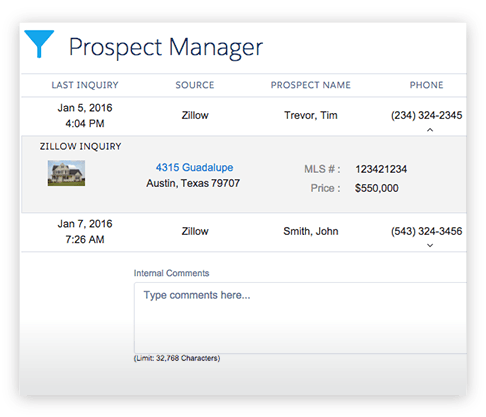 Prospect Manager
LAST INQUIRY SOURCE PROSPECT NAME PHONE
Jan 5, 2016
4:04 PM
Zillow Trevor, Tim (234) 324-2345
ZILLOW INQUIRY
4315 Guadalupe MLS # : 123421234
Austin, Texas 79707 Price : $550,000
Jan 7, 2016
7:26 AM
Zillow Smith, John (543) 324-3456
Internal Comments
Type comments here...
(Limit: 32,768 Characters)